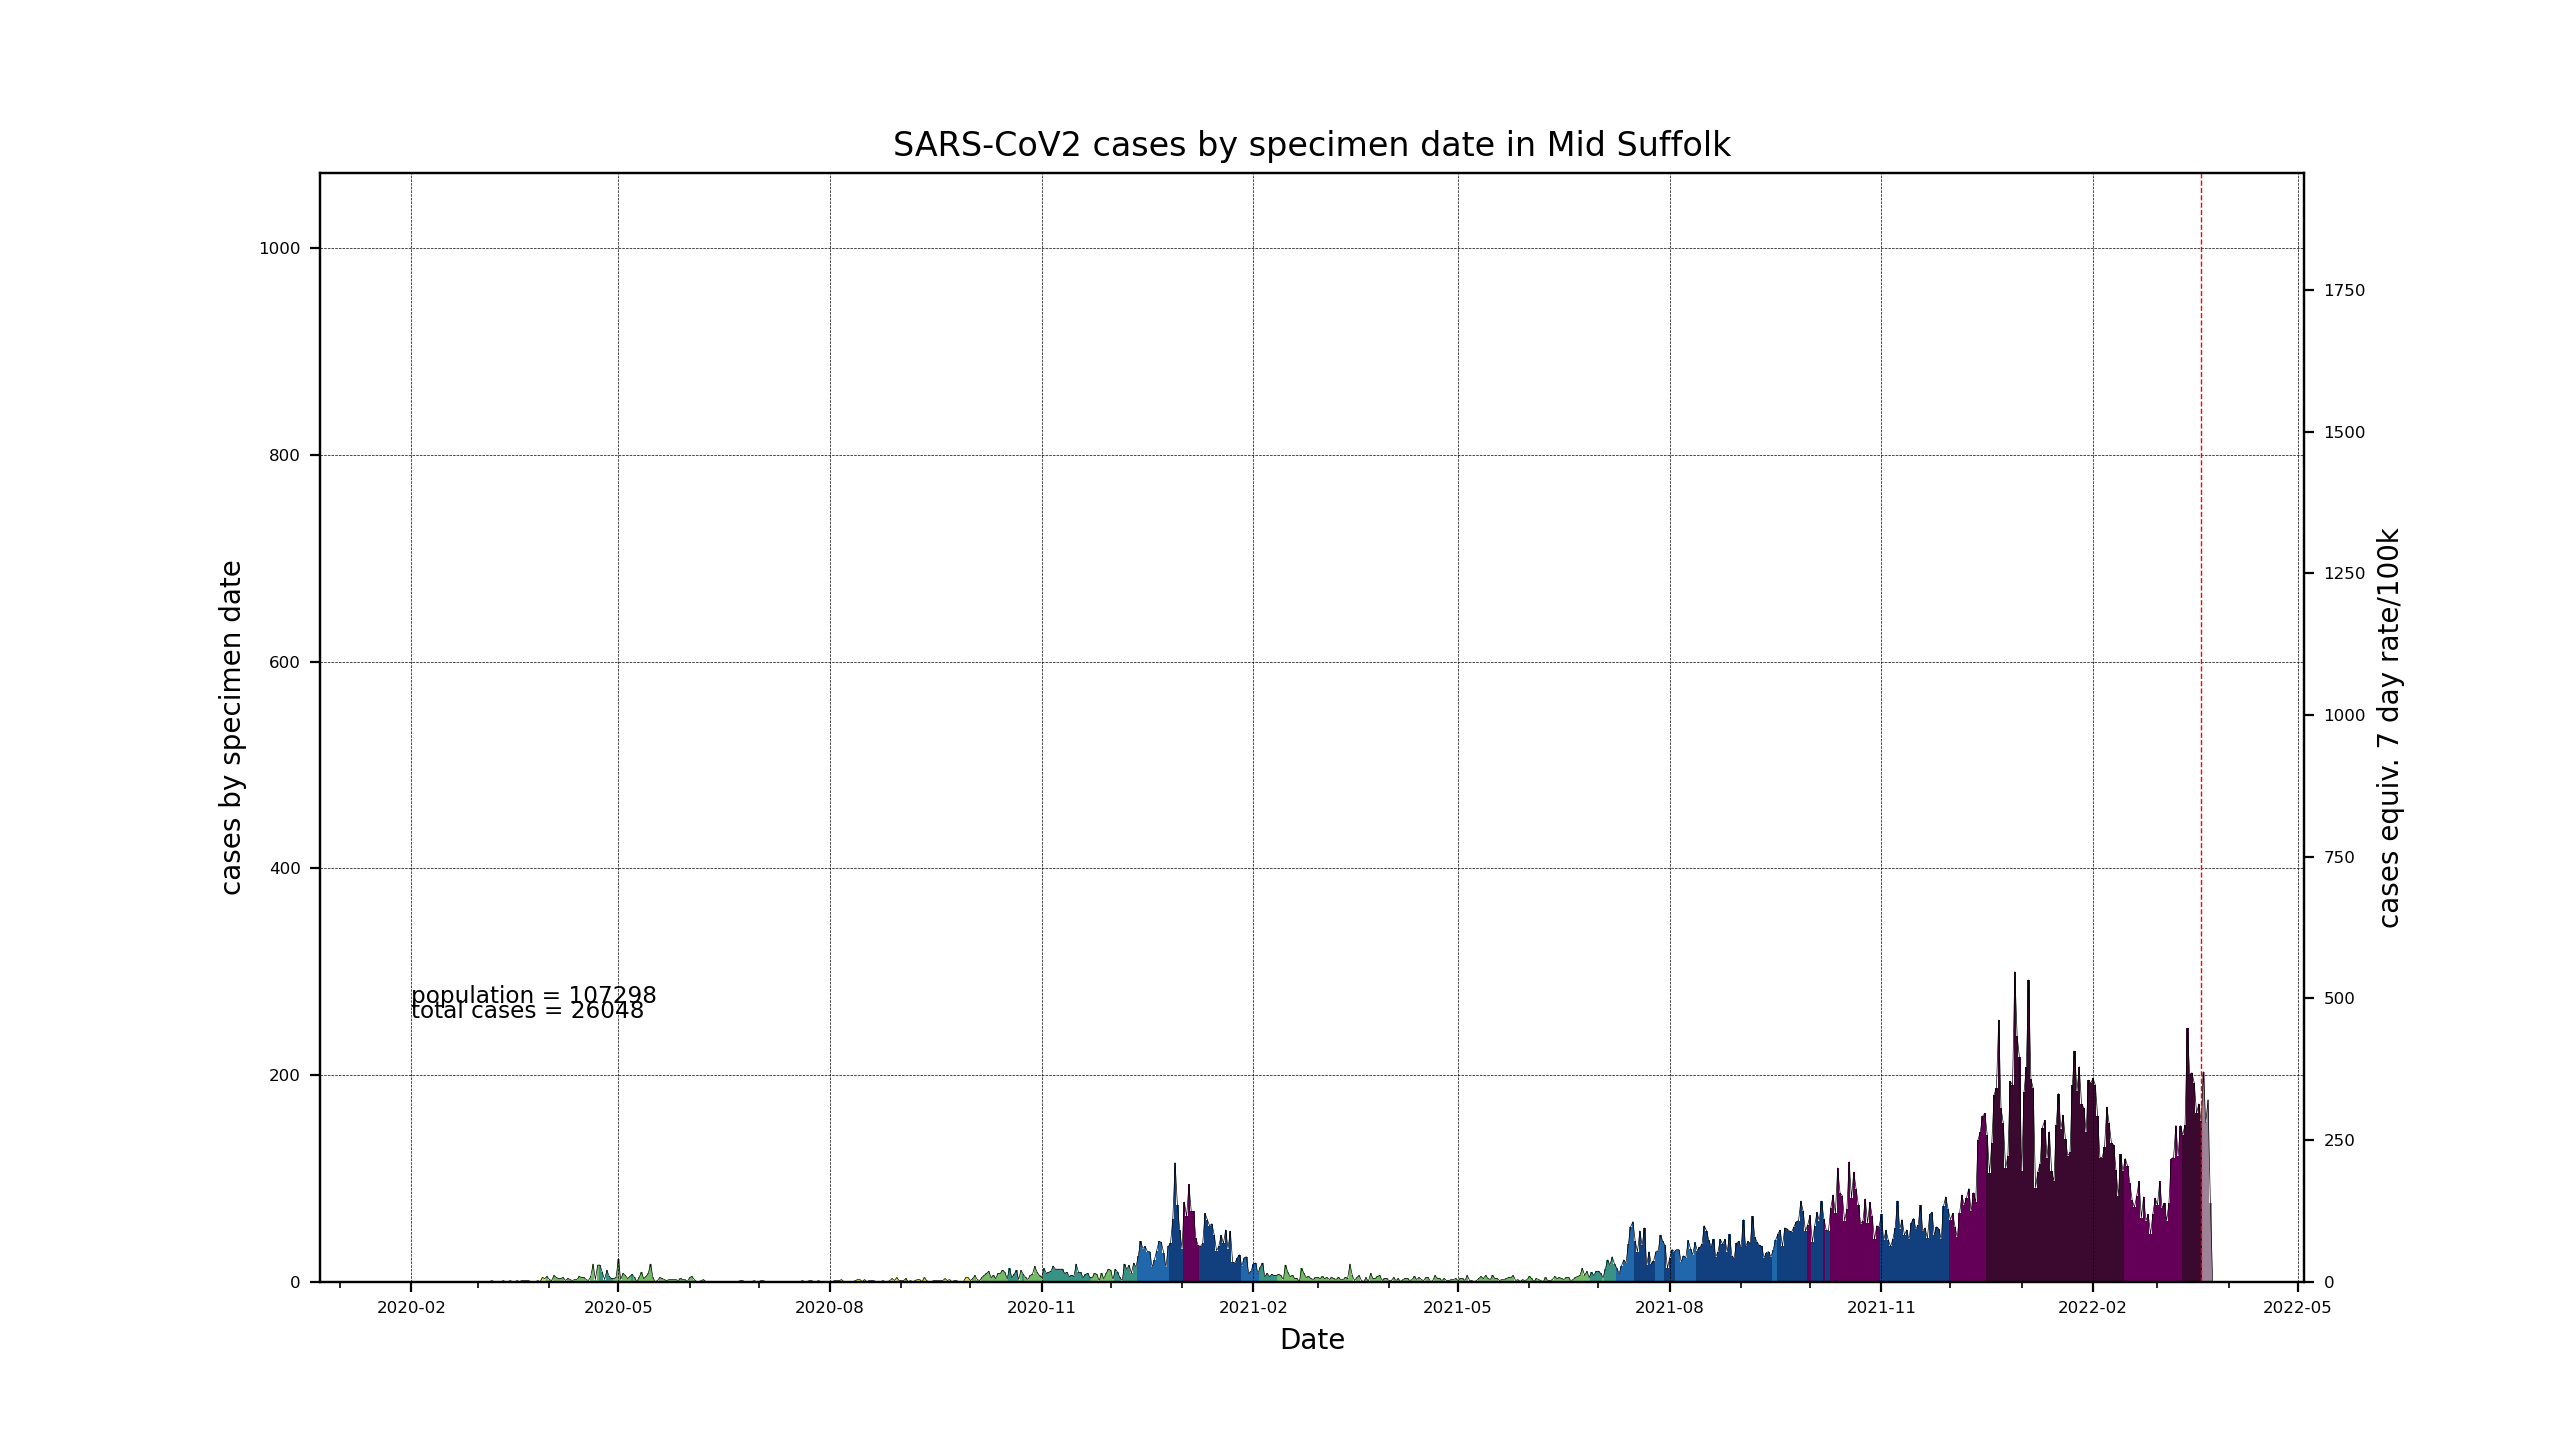 SARS-CoV2 cases by specimen date in Mid Suffolk
cases by specimen date
1000
800
600
400
200
0
population = 107298
total cases = 26048
1750
1500
1250
1000
750
500
250
0
cases equiv. 7 day rate/100k
2020-02 2020-05 2020-08 2020-11 2021-02 2021-05 2021-08 2021-11 2022-02 2022-05
Date